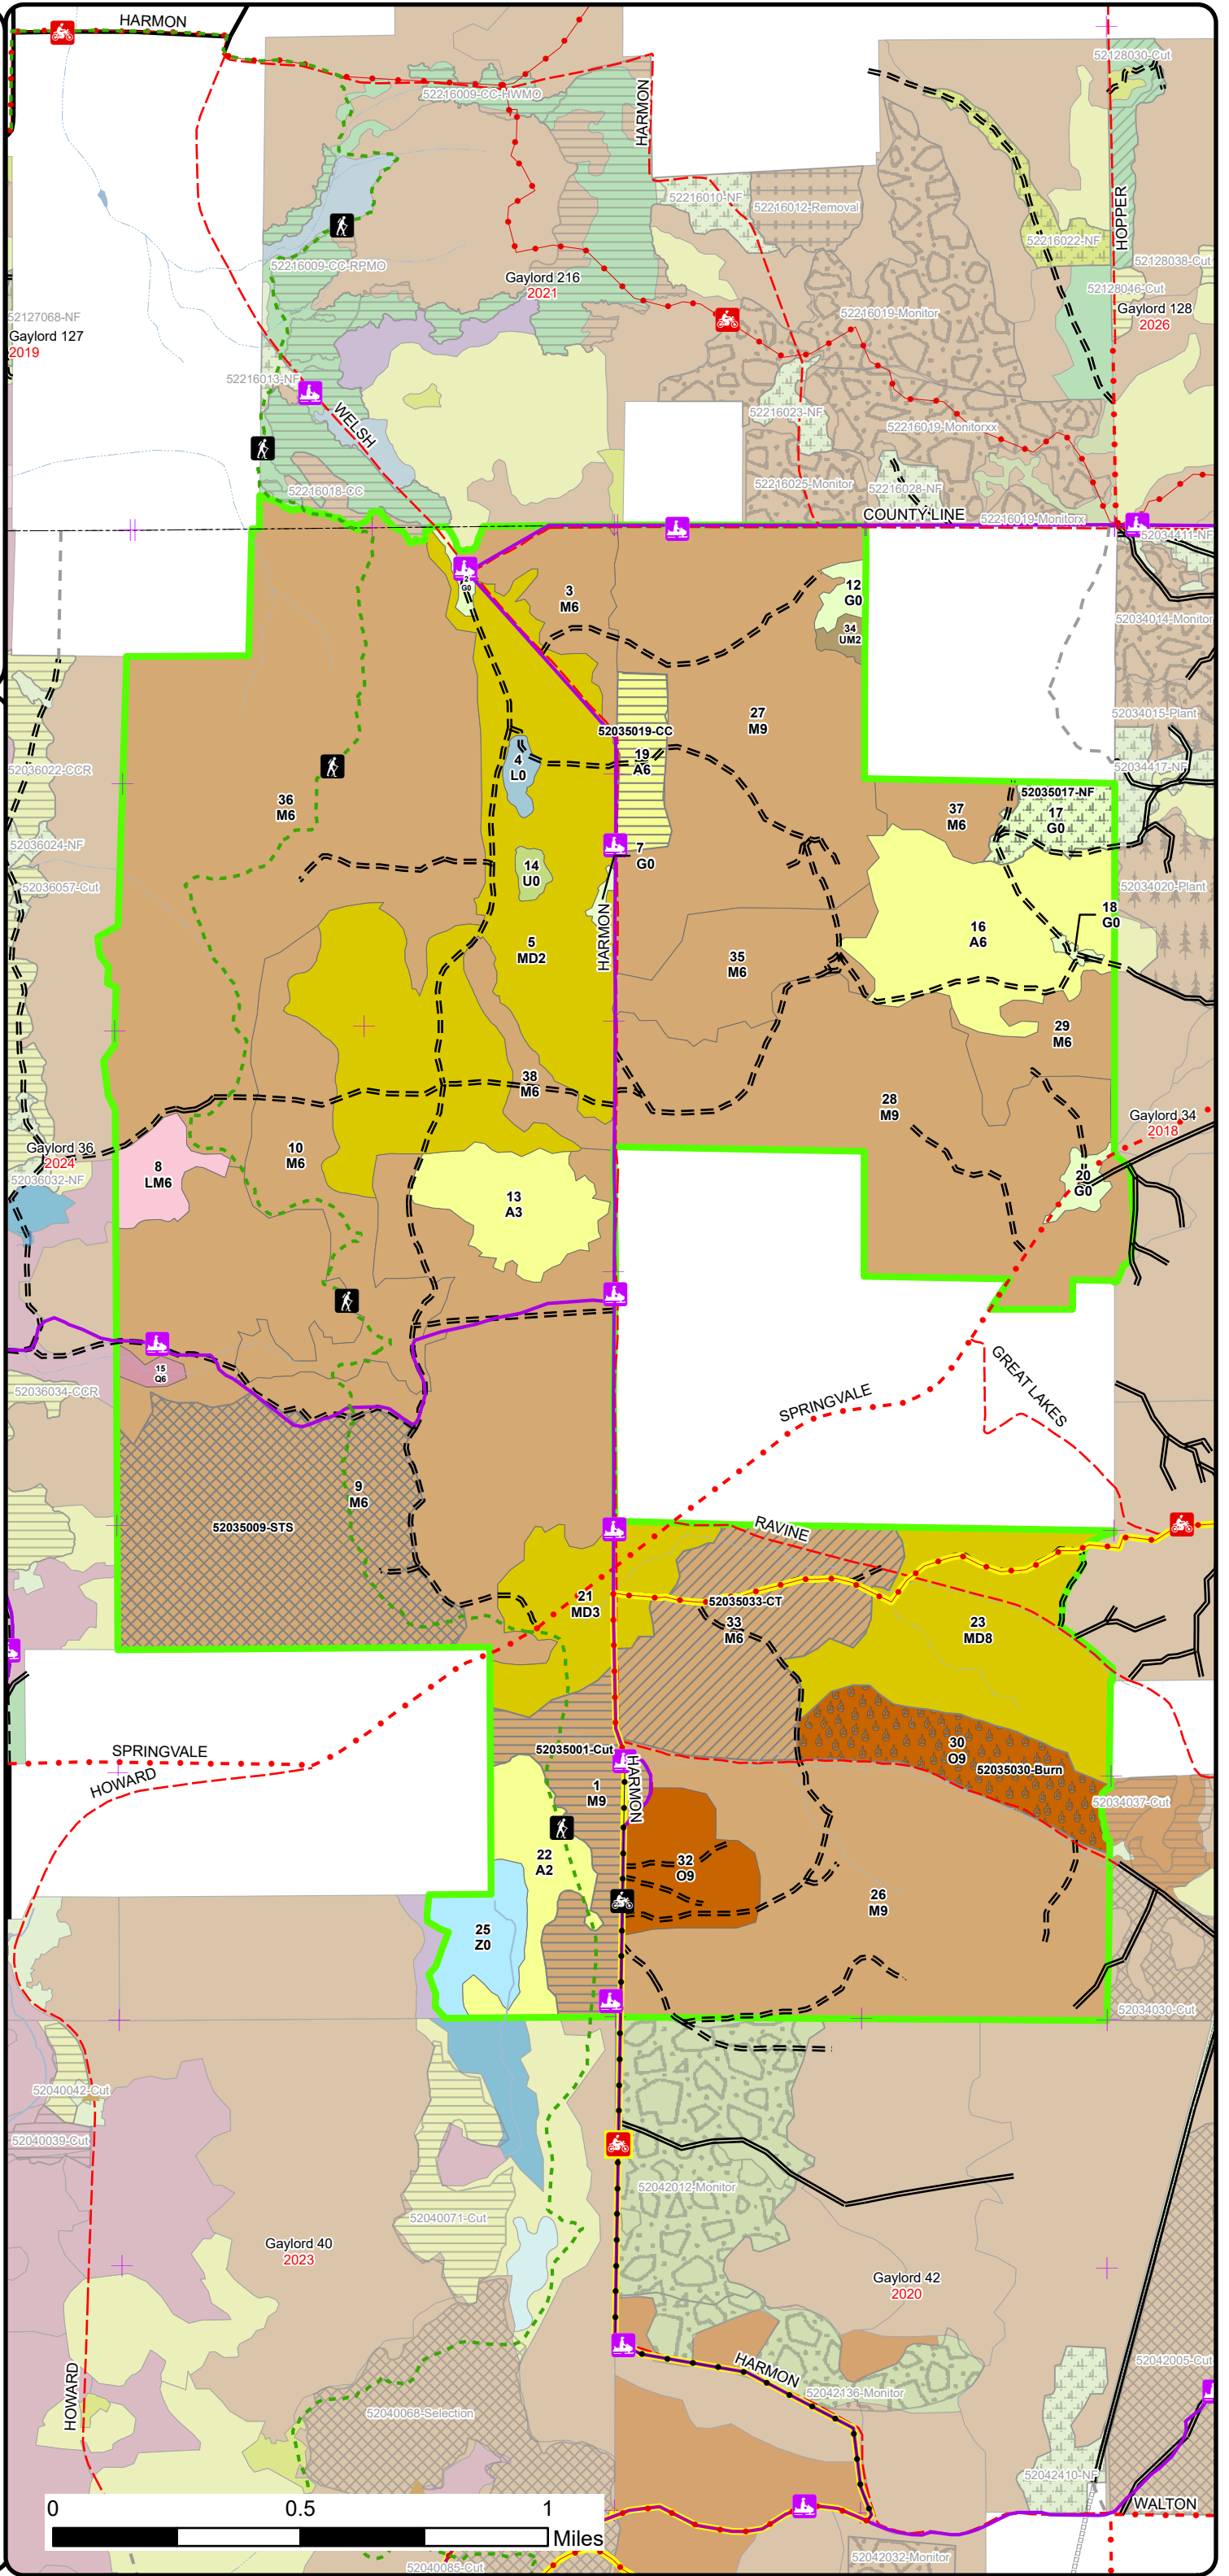 HARMON
52216009-CC-HWMO
HARMON
52128030-Cut
52216010-NF
52216012-Removal
HOPPER
52216022-NF
52128038-Cut
52216009-CC-RPMO
Gaylord 216
2021
52128046-Cut
Gaylord 128
2026
52127068-NF
Gaylord 127
2019
52216019-Monitor
52216013-NF
WELSH
52216023-NF
52216019-Monitorxx
52216018-CC
52216025-Monitor
52216028-NF
COUNTY LINE
52216019-Monitorx
52034411-NF
2
G0
3
M6
12
G0
34
UM2
52034014-Monitor
27
M9
52034015-Plant
52035019-CC
19
A6
4
L0
52036022-CCR
52034417-NF
36
M6
37
M6
52035017-NF
17
G0
52036024-NF
7
G0
14
U0
52036057-Cut
52034020-Plant
18
G0
16
A6
HARMON
5
MD2
35
M6
29
M6
38
M6
28
M9
Gaylord 34
2018
Gaylord 36
2024
10
M6
8
LM6
52036032-NF
20
G0
13
A3
15
Q6
52036034-CCR
GREAT LAKES
SPRINGVALE
9
M6
52035009-STS
RAVINE
21
MD3
52035033-CT
33
M6
23
MD8
SPRINGVALE
HOWARD
52035001-Cut
30
O9
52035030-Burn
1
M9
HARMON
52034037-Cut
22
A2
32
O9
26
M9
25
Z0
52034030-Cut
52040042-Cut
52040039-Cut
52042012-Monitor
52040071-Cut
Gaylord 40
2023
Gaylord 42
2020
HARMON
52042005-Cut
52042136-Monitor
HOWARD
52040068-Selection
52042410-NF
WALTON
0 0.5 1
Miles
52042032-Monitor
52040085-Cut